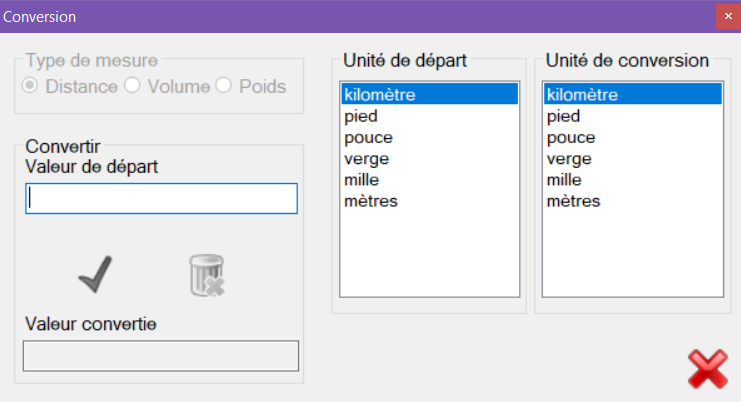 Conversion
Type de mesure
Distance Volume Poids
Convertir
Valeur de départ
Valeur convertie
Unité de départ
kilomètre
pied
pouce
verge
mille
mètres
Unité de conversion
kilomètre
pied
pouce
verge
mille
mètres